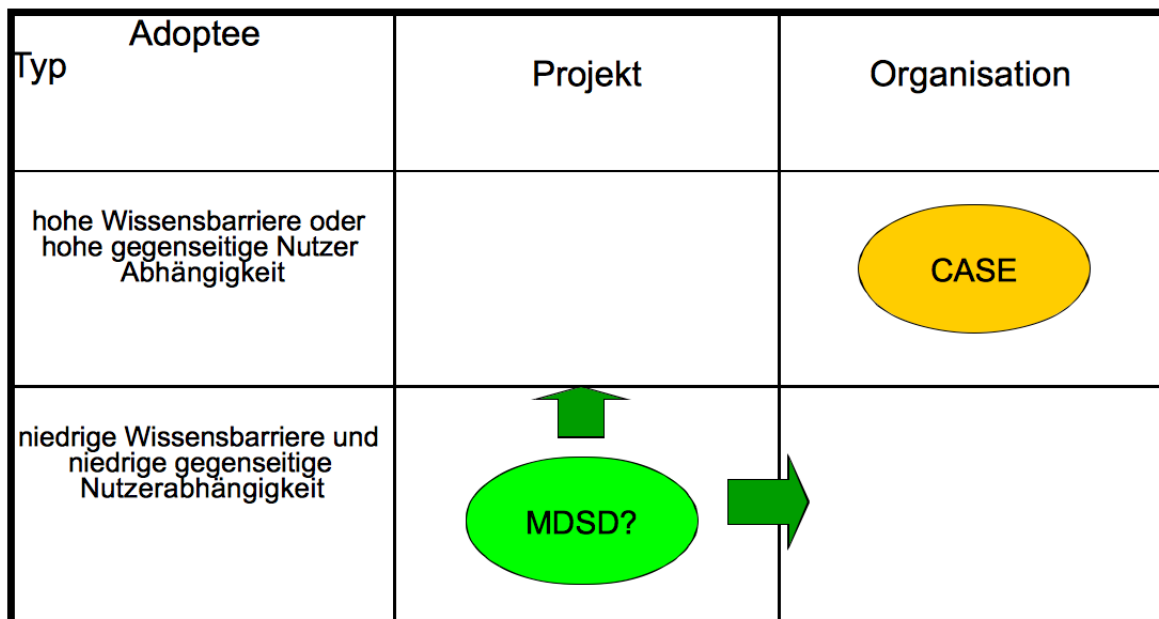 Adoptee
Typ
Projekt
Organisation
hohe Wissensbarriere oder
hohe gegenseitige Nutzer
Abhängigkeit
CASE
niedrige Wissensbarriere und
niedrige gegenseitige
Nutzerabhängigkeit
MDSD?